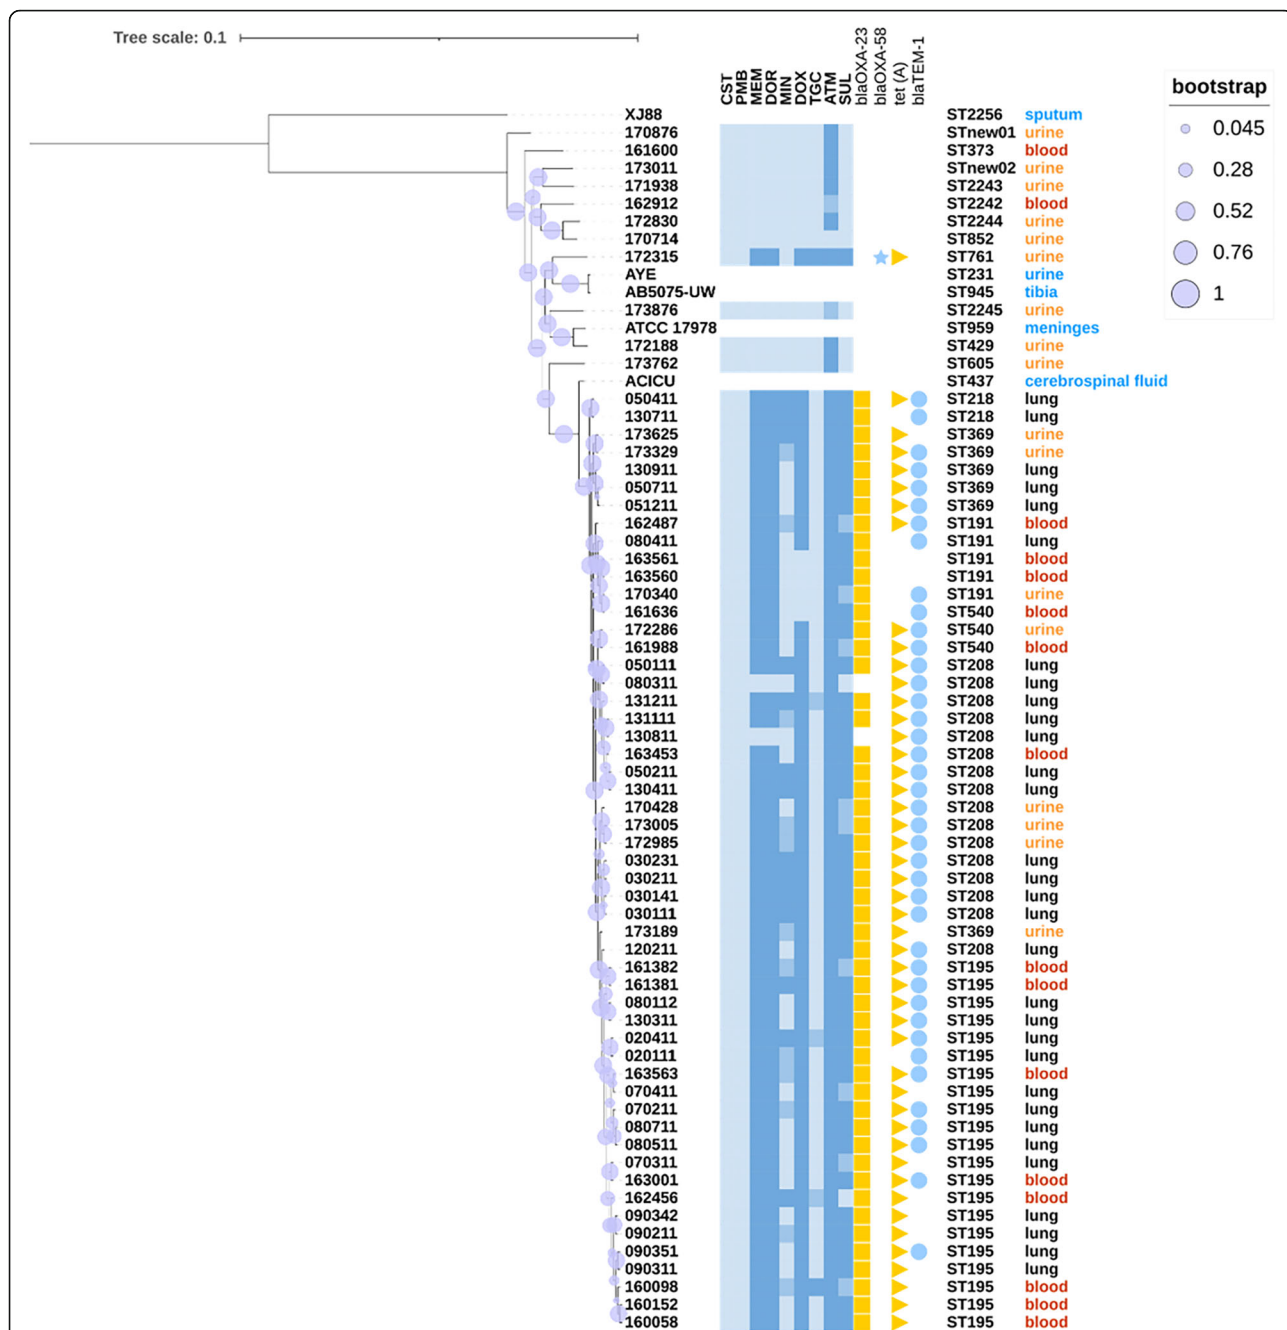 Tree scale: 0.1
CST PMB MEM DOR MIN DOX TGC ATM SUL blaOXA-23 blaOXA-58 tet (A) blaTEM-1
bootstrap
0.045
0.28
0.52
0.76
1
XJ88 ST2256 sputum
170876 STnew01 urine
161600 ST373 blood
173011 STnew02 urine
171938 ST2243 urine
162912 ST2242 blood
172830 ST2244 urine
170714 ST852 urine
172315 ST761 urine
AYE ST231 urine
AB5075-UW ST945 tibia
173876 ST2245 urine
ATCC 17978 ST959 meninges
172188 ST429 urine
173762 ST605 urine
ACICU ST437 cerebrospinal fluid
050411 ST218 lung
130711 ST218 lung
173625 ST369 urine
173329 ST369 urine
130911 ST369 lung
050711 ST369 lung
051211 ST369 lung
162487 ST191 blood
080411 ST191 lung
163561 ST191 blood
163560 ST191 blood
170340 ST191 urine
161636 ST540 blood
172286 ST540 urine
161988 ST540 blood
050111 ST208 lung
080311 ST208 lung
131211 ST208 lung
131111 ST208 lung
130811 ST208 lung
163453 ST208 blood
050211 ST208 lung
130411 ST208 lung
170428 ST208 urine
173005 ST208 urine
172985 ST208 urine
030231 ST208 lung
030211 ST208 lung
030141 ST208 lung
030111 ST208 lung
173189 ST369 urine
120211 ST208 lung
161382 ST195 blood
161381 ST195 blood
080112 ST195 lung
130311 ST195 lung
020411 ST195 lung
020111 ST195 lung
163563 ST195 blood
070411 ST195 lung
070211 ST195 lung
080711 ST195 lung
080511 ST195 lung
070311 ST195 lung
163001 ST195 blood
162456 ST195 blood
090342 ST195 lung
090211 ST195 lung
090351 ST195 lung
090311 ST195 lung
160098 ST195 blood
160152 ST195 blood
160058 ST195 blood